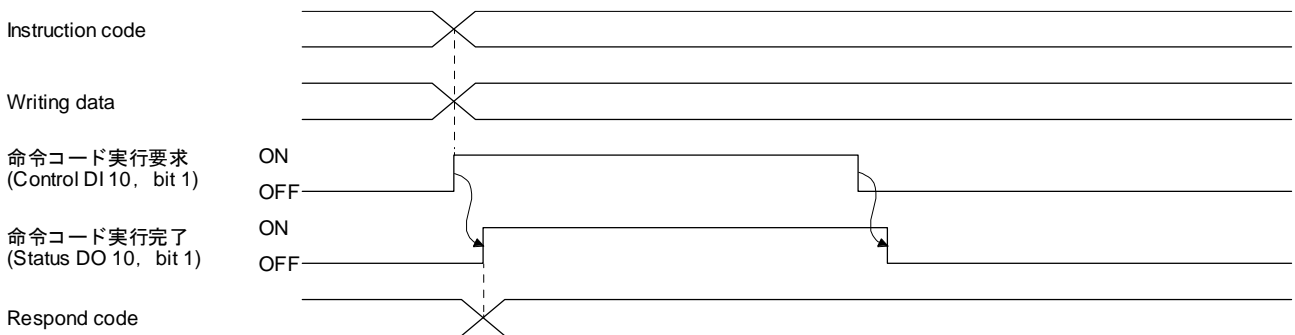 Instruction code
Writing data
命令コード実行要求
(Control DI 10, bit 1)
ON
OFF
命令コード実行完了
(Status DO 10, bit 1)
ON
OFF
Respond code